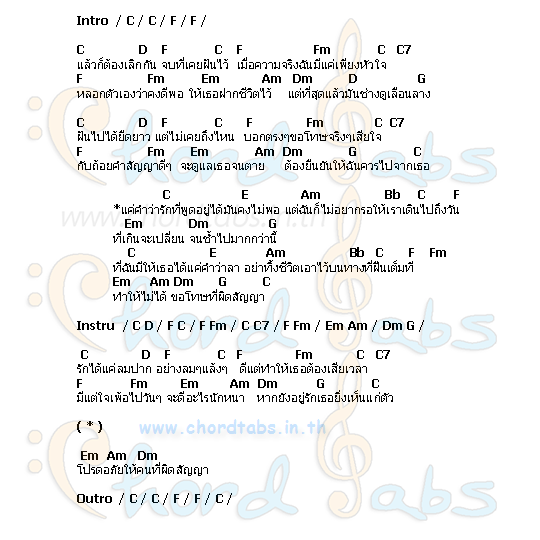 Intro / C / C / F / F /
C D F C F Fm C C7
แล้วก็ต้องเลิกกัน จบที่เคยฝันไว้ เมื่อความจริงฉันมีแค่เพียงหัวใจ
F Fm Em Am Dm D G
หลอกตัวเองว่าคงดีพอ ให้เธอฝากชีวิตไว้ แต่ที่สุดแล้วมันช่างดูเลือนลาง
C D F C F Fm C C7
ฝันไปได้ยืดยาว แต่ไม่เคยถึงไหน บอกตรงๆขอโทษจริงๆเสียใจ
F Fm Em Am Dm G C
กับถ้อยคำสัญญาดีๆ จะดูแลเธอจนตาย ต้องยืนยันให้ฉันควรไปจากเธอ
C E Am Bb C F
*แค่คำว่ารักที่พูดอยู่ได้มันคงไม่พอ แต่ฉันก็ไม่อยากรอให้เราเดินไปถึงวัน
Em Dm G
ที่เกินจะเปลี่ยน จนช้ำไปมากกว่านี้
C E Am Bb C F Fm
ที่ฉันมีให้เธอได้แค่คำว่าลา อย่าทิ้งชีวิตเอาไว้บนทางที่ฝืนเต็มที่
Em Am Dm G C
ทำให้ไม่ได้ ขอโทษที่ผิดสัญญา
Instru / C D / F C / F Fm / C C7 / F Fm / Em Am / Dm G /
C D F C F Fm C C7
รักได้แค่ลมปาก อย่างลมๆแล้งๆ ดีแต่ทำให้เธอต้องเสียเวลา
F Fm Em Am Dm G C
มีแต่ใจเพ้อไปวันๆ จะดีอะไรนักหนา หากยังอยู่รักเธอยิ่งเห็นแก่ตัว
( * )
www.chordtabs.in.th
Em Am Dm
โปรดอภัยให้คนที่ผิดสัญญา
Outro / C / C / F / F / C /